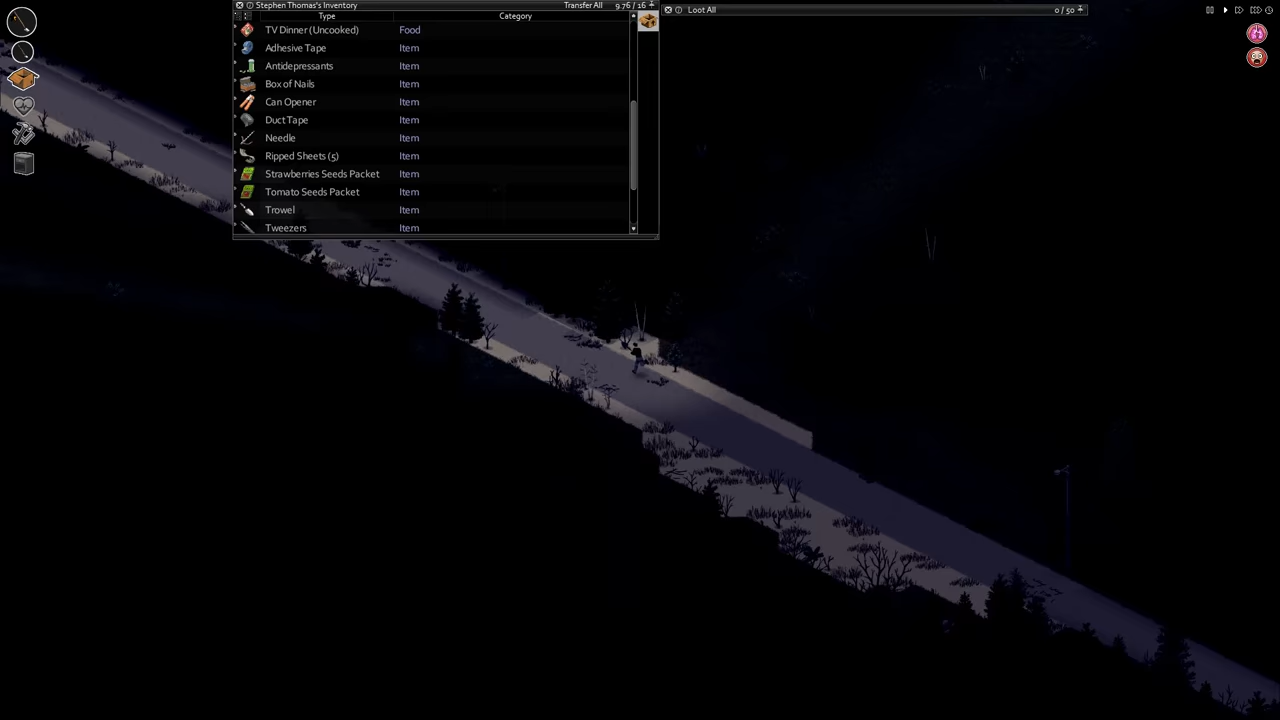 Stephen Thomas's Inventory Transfer All 9.76 / 16
Loot All 0 / 50
Type Category
TV Dinner (Uncooked) Food
Adhesive Tape Item
Antidepressants Item
Box of Nails Item
Can Opener Item
Duct Tape Item
Needle Item
Ripped Sheets (5) Item
Strawberries Seeds Packet Item
Tomato Seeds Packet Item
Trowel Item
Tweezers Item